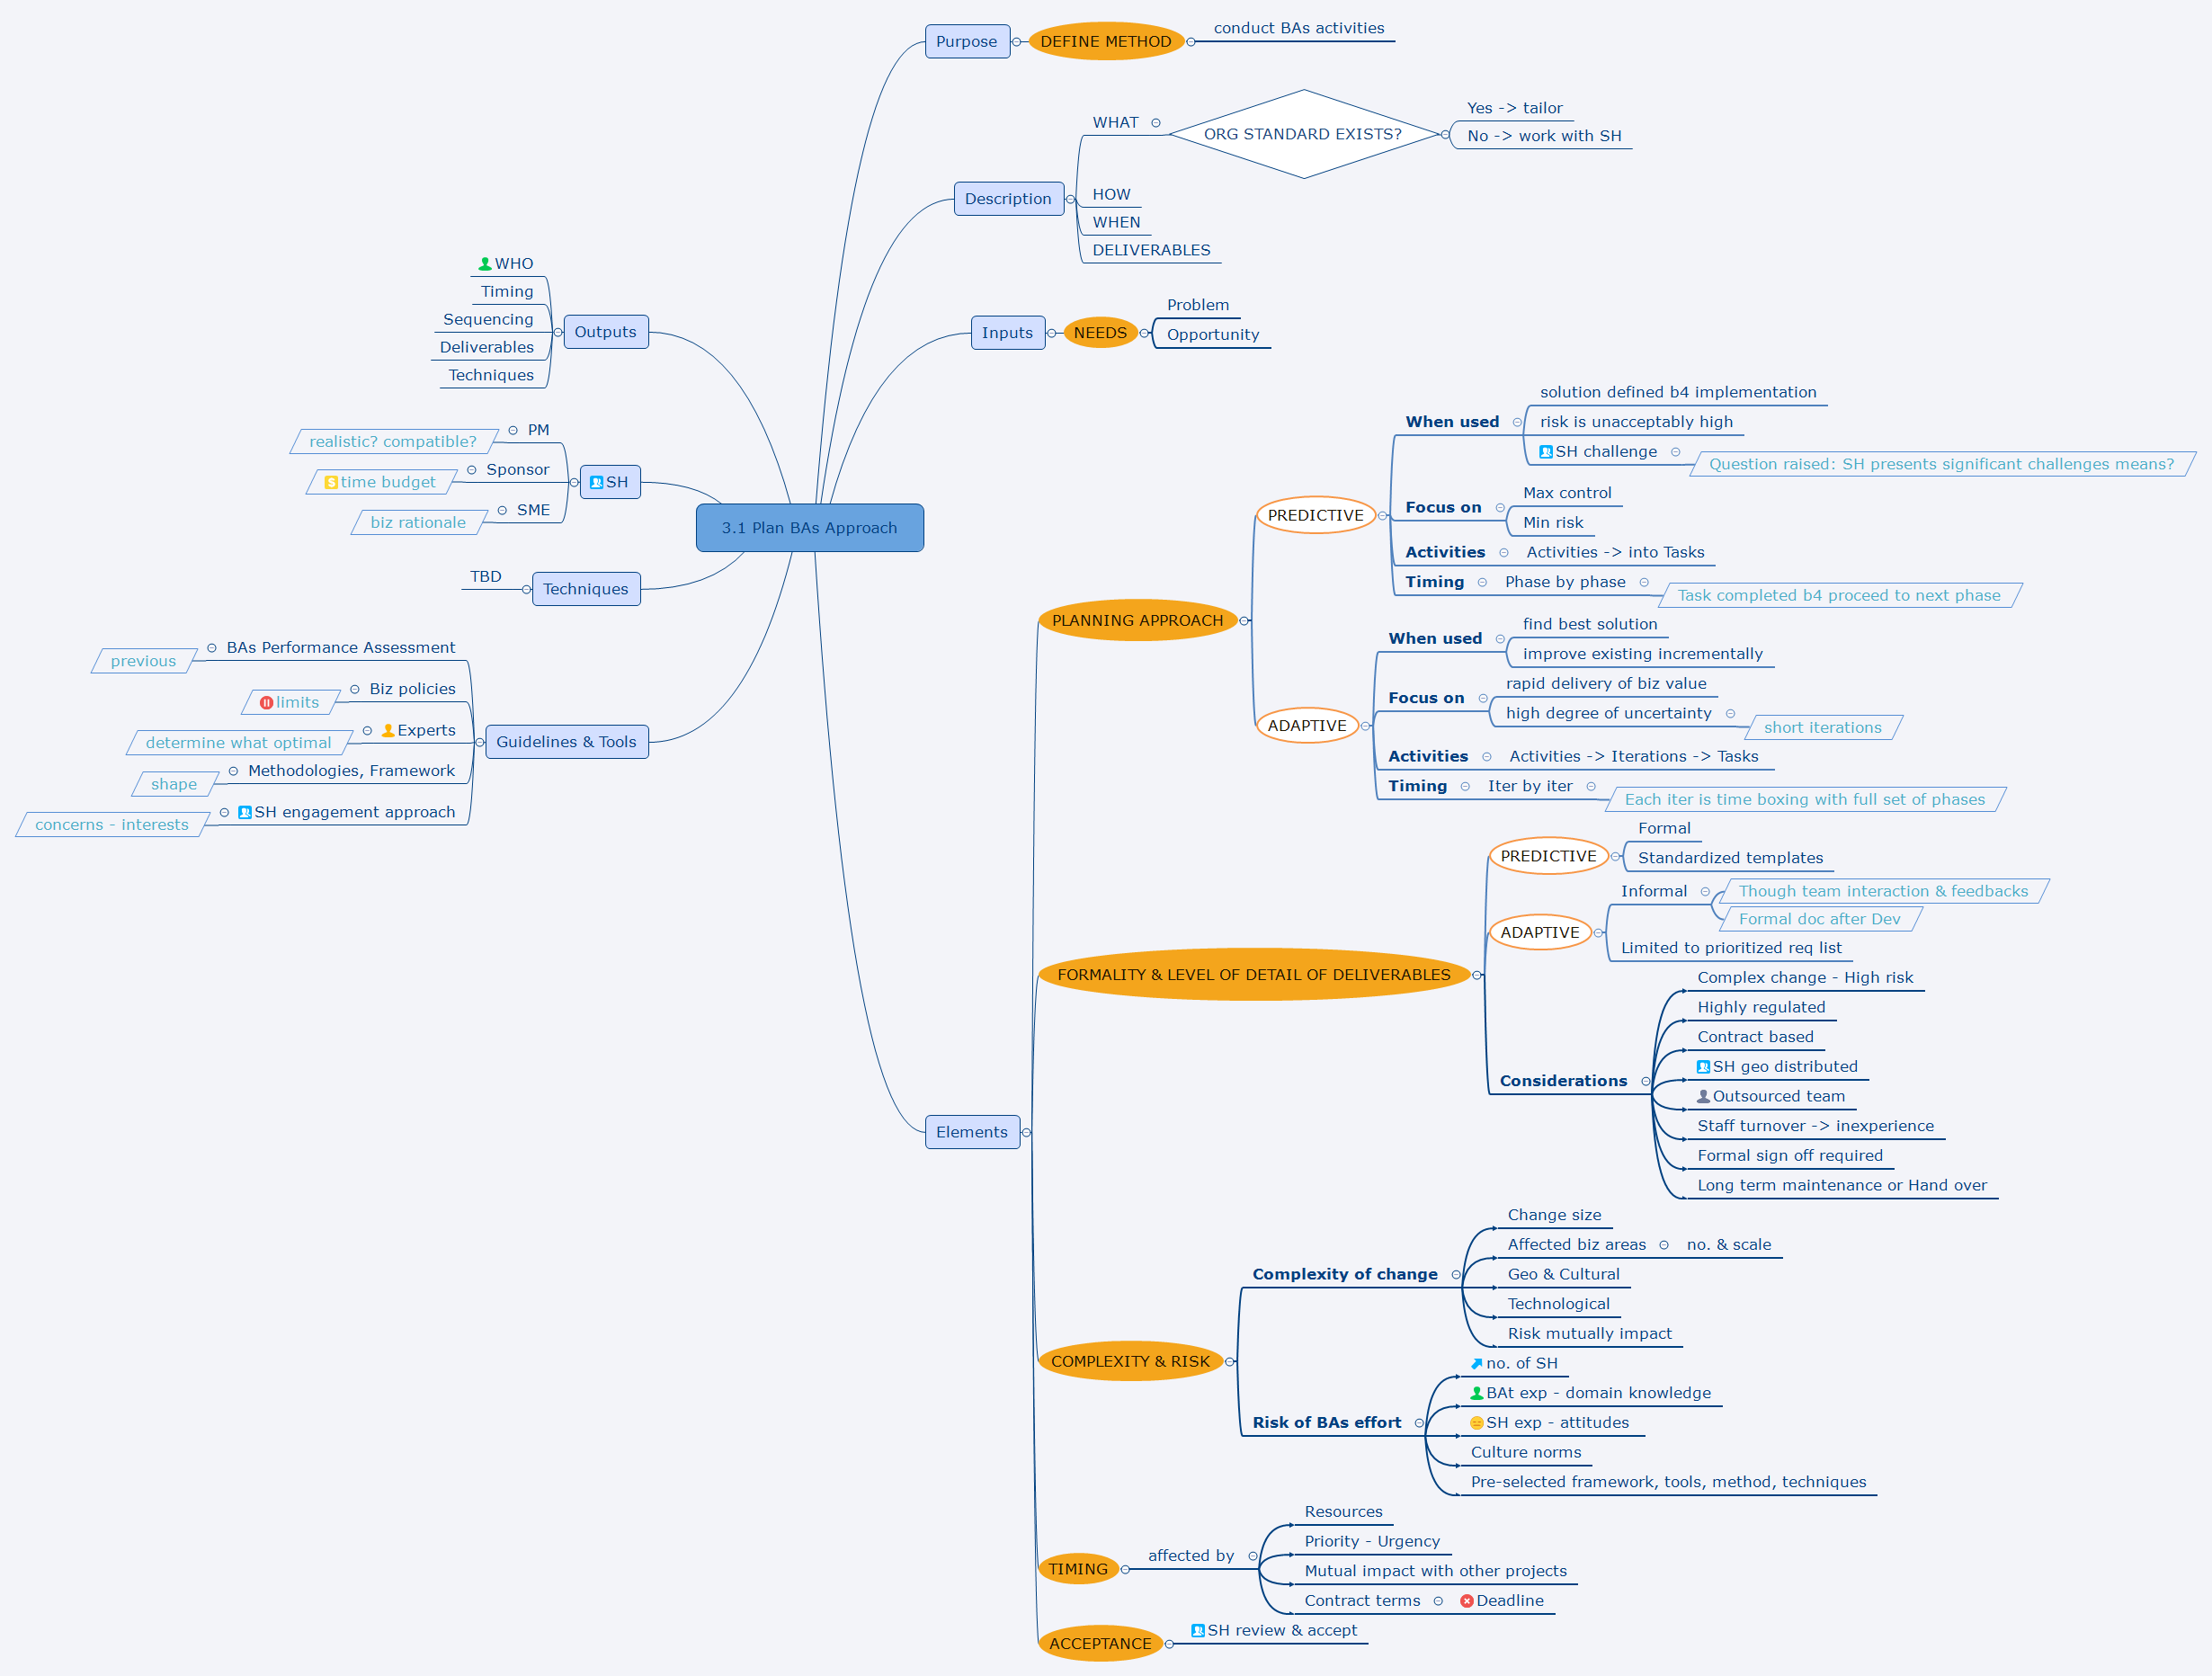 3.1 Plan BAs Approach
Purpose
DEFINE METHOD
conduct BAs activities
Description
WHAT
ORG STANDARD EXISTS?
Yes -> tailor
No -> work with SH
HOW
WHEN
DELIVERABLES
Inputs
NEEDS
Problem
Opportunity
Elements
PLANNING APPROACH
PREDICTIVE
When used
solution defined b4 implementation
risk is unacceptably high
SH challenge
Question raised: SH presents significant challenges means?
Focus on
Max control
Min risk
Activities
Activities -> into Tasks
Timing
Phase by phase
Task completed b4 proceed to next phase
ADAPTIVE
When used
find best solution
improve existing incrementally
Focus on
rapid delivery of biz value
high degree of uncertainty
short iterations
Activities
Activities -> Iterations -> Tasks
Timing
Iter by iter
Each iter is time boxing with full set of phases
FORMALITY & LEVEL OF DETAIL OF DELIVERABLES
PREDICTIVE
Formal
Standardized templates
ADAPTIVE
Informal
Though team interaction & feedbacks
Formal doc after Dev
Limited to prioritized req list
Considerations
Complex change - High risk
Highly regulated
Contract based
SH geo distributed
Outsourced team
Staff turnover -> inexperience
Formal sign off required
Long term maintenance or Hand over
COMPLEXITY & RISK
Complexity of change
Change size
Affected biz areas
no. & scale
Geo & Cultural
Technological
Risk mutually impact
Risk of BAs effort
no. of SH
BAt exp - domain knowledge
SH exp - attitudes
Culture norms
Pre-selected framework, tools, method, techniques
TIMING
affected by
Resources
Priority - Urgency
Mutual impact with other projects
Contract terms
Deadline
ACCEPTANCE
SH review & accept
Outputs
WHO
Timing
Sequencing
Deliverables
Techniques
SH
PM
realistic? compatible?
Sponsor
time budget
SME
biz rationale
Techniques
TBD
Guidelines & Tools
BAs Performance Assessment
previous
Biz policies
limits
Experts
determine what optimal
Methodologies, Framework
shape
SH engagement approach
concerns - interests